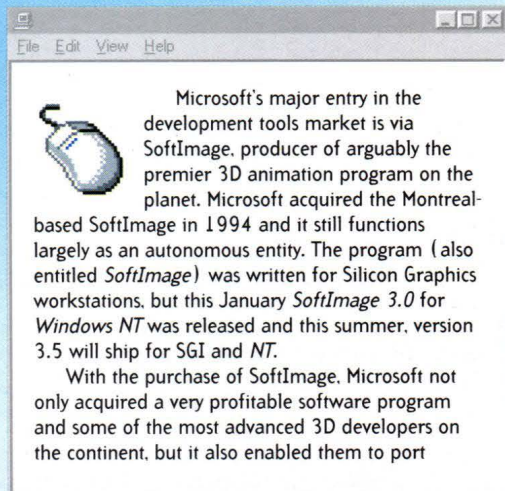 File Edit View Help
Microsoft's major entry in the
development tools market is via
SoftImage, producer of arguably the
premier 3D animation program on the
planet. Microsoft acquired the Montreal-
based SoftImage in 1994 and it still functions
largely as an autonomous entity. The program (also
entitled SoftImage) was written for Silicon Graphics
workstations, but this January SoftImage 3.0 for
Windows NT was released and this summer, version
3.5 will ship for SGI and NT.
With the purchase of SoftImage, Microsoft not
only acquired a very profitable software program
and some of the most advanced 3D developers on
the continent, but it also enabled them to port